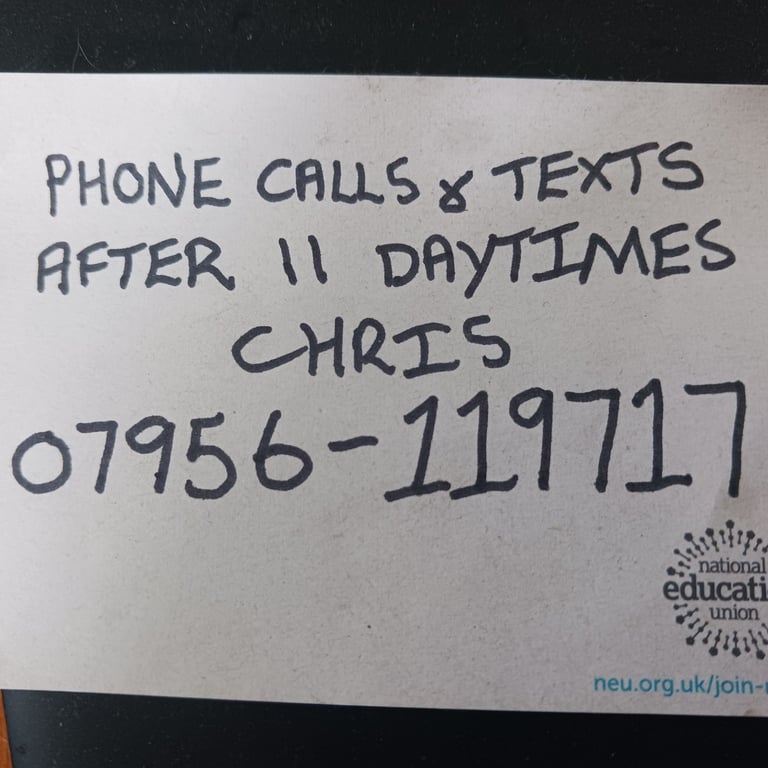 PHONE CALLS & TEXTS
AFTER 11 DAYTIMES
CHRIS
07956-119717
national
educati
union
neu.org.uk/join-